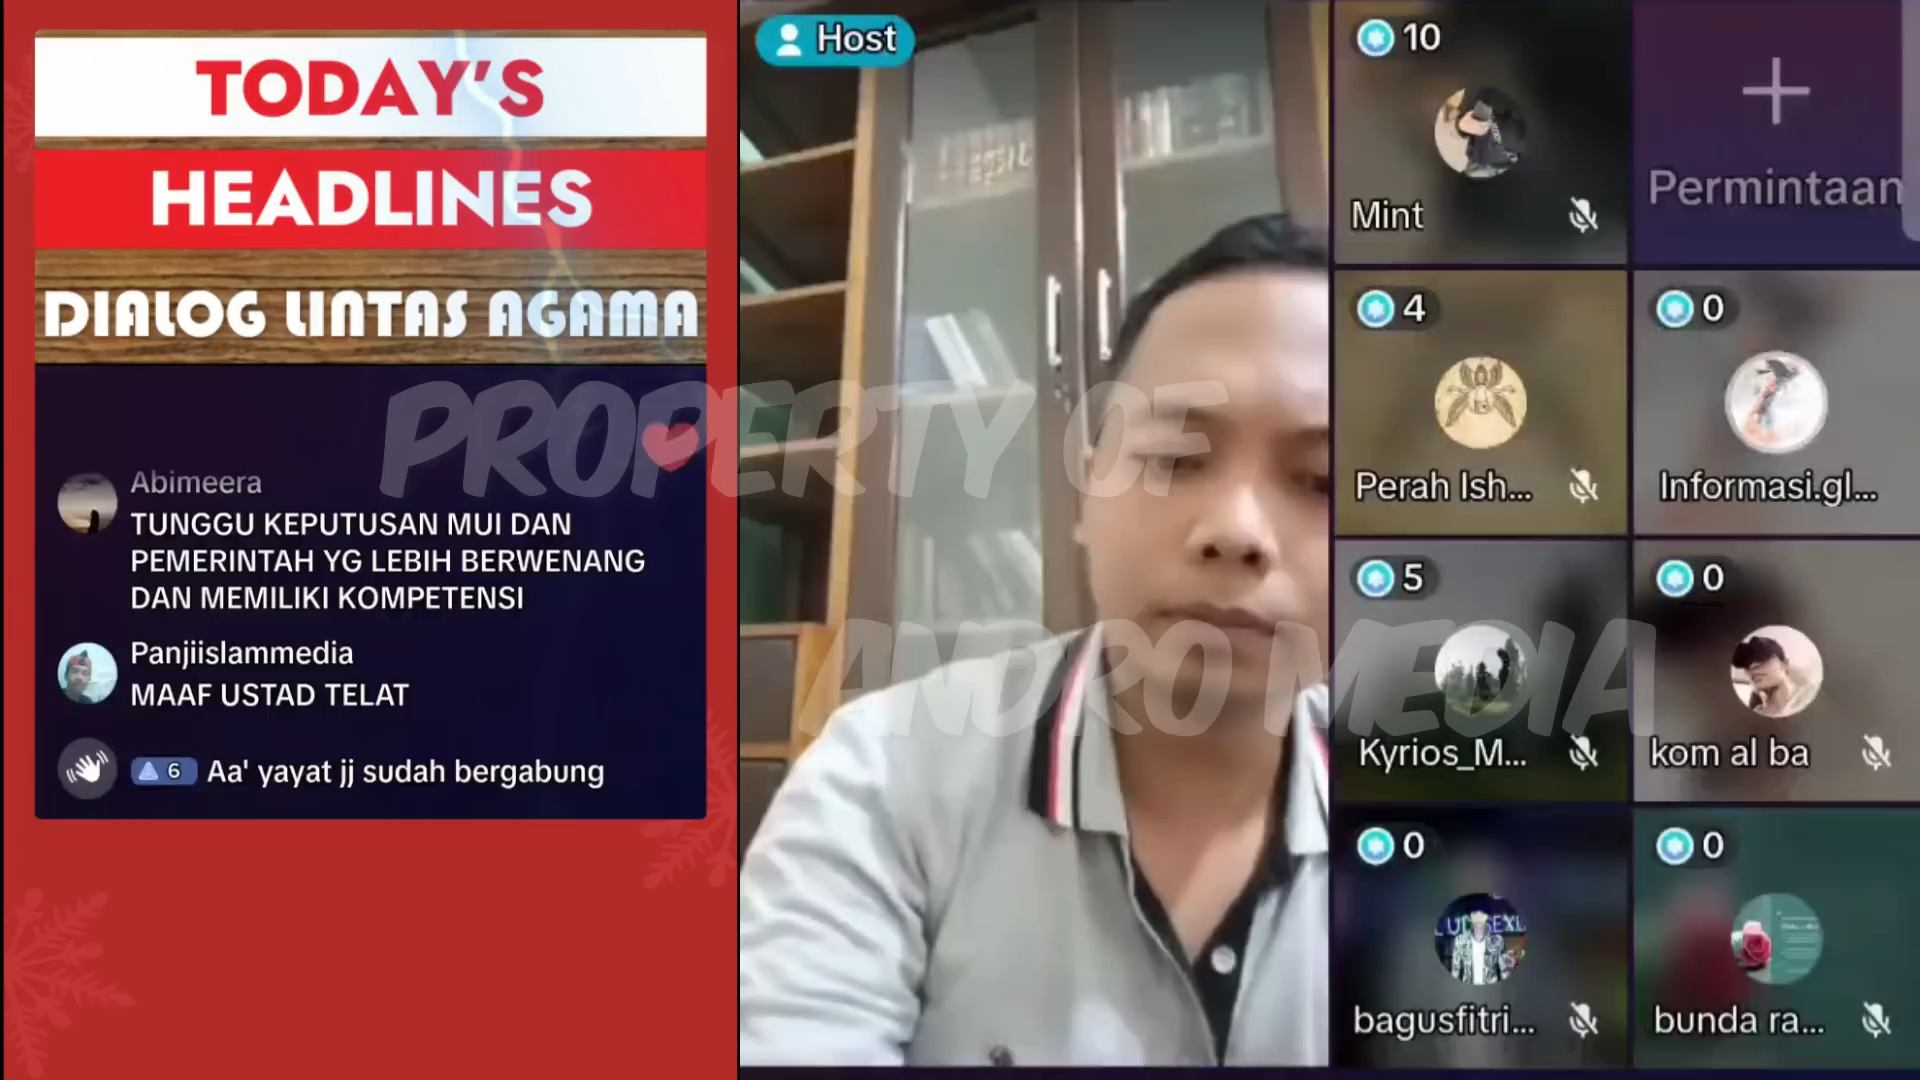 TODAY'S
HEADLINES
DIALOG LINTAS AGAMA
Abimeera
TUNGGU KEPUTUSAN MUI DAN
PEMERINTAH YG LEBIH BERWENANG
DAN MEMILIKI KOMPETENSI
Panjiislammedia
MAAF USTAD TELAT
6 Aa' yayat jj sudah bergabung
PROPERTY OF
ANDRO MEDIA
Host
10
Mint
Permintaan
4
Perah Ish...
0
Informasi.gl...
5
Kyrios_M...
0
kom al ba
0
bagusfitri...
0
bunda ra...